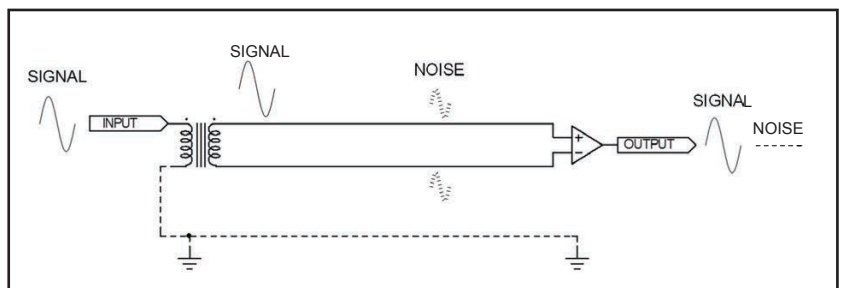 SIGNAL
SIGNAL
NOISE
SIGNAL
NOISE
INPUT
+
−
OUTPUT